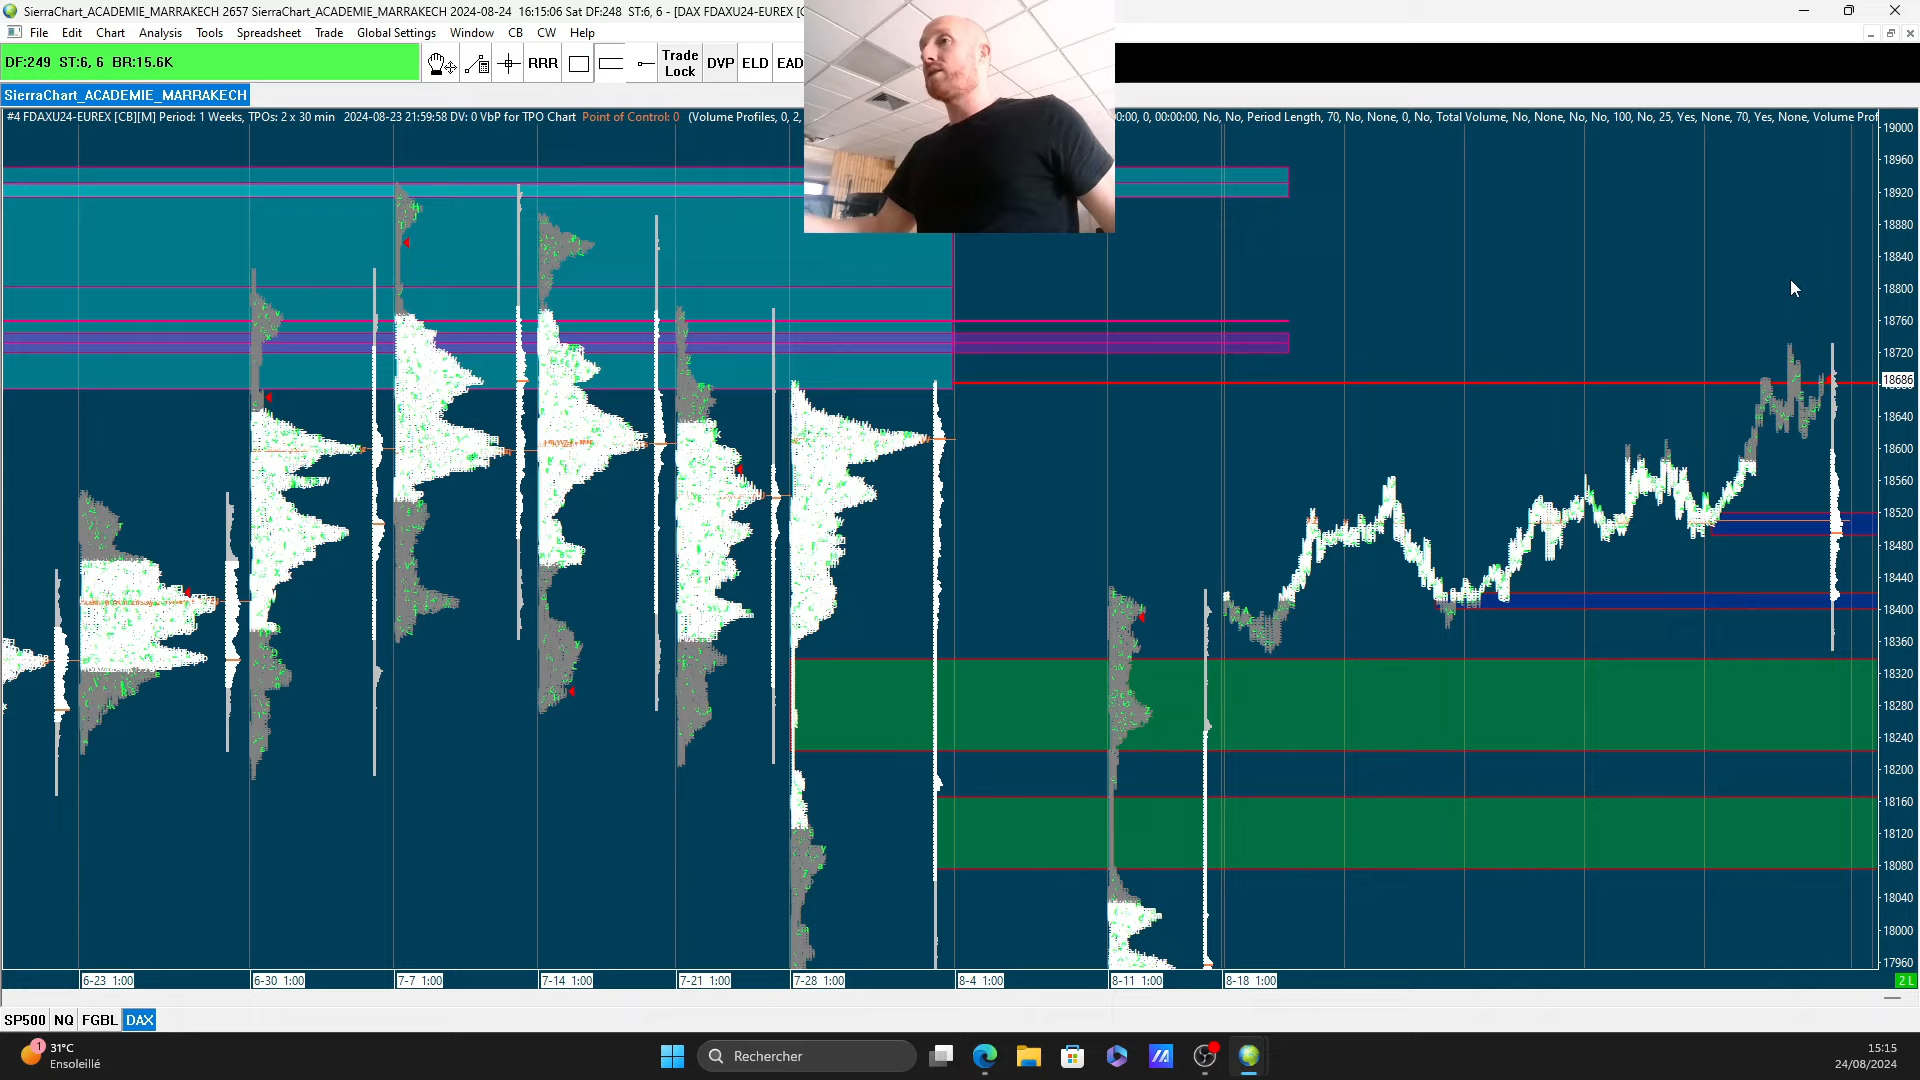 SierraChart_ACADEMIE_MARRAKECH 2657 SierraChart_ACADEMIE_MARRAKECH 2024-08-24 16:15:06 Sat DF:248 ST:6, 6 - [DAX FDAXU24-EUREX [C
File Edit Chart Analysis Tools Spreadsheet Trade Global Settings Window CB CW Help
DF:249 ST:6, 6 BR:15.6K
RRR
Trade Lock
DVP ELD EAD
SierraChart_ACADEMIE_MARRAKECH
#4 FDAXU24-EUREX [CB][M] Period: 1 Weeks, TPOs: 2 x 30 min 2024-08-23 21:59:58 DV: 0 VbP for TPO Chart Point of Control: 0 (Volume Profiles, 0, 2,
00:00, 0, 00:00:00, No, No, Period Length, 70, No, None, 0, No, Total Volume, No, None, No, No, 100, No, 25, Yes, None, 70, Yes, None, Volume Prof
19000
18960
18920
18880
18840
18800
18760
18720
18686
18640
18600
18560
18520
18480
18440
18400
18360
18320
18280
18240
18200
18160
18120
18080
18040
18000
17960
6-23 1:00
6-30 1:00
7-7 1:00
7-14 1:00
7-21 1:00
7-28 1:00
8-4 1:00
8-11 1:00
8-18 1:00
2 L
SP500 NQ FGBL DAX
1
31°C
Ensoleillé
Rechercher
15:15
24/08/2024